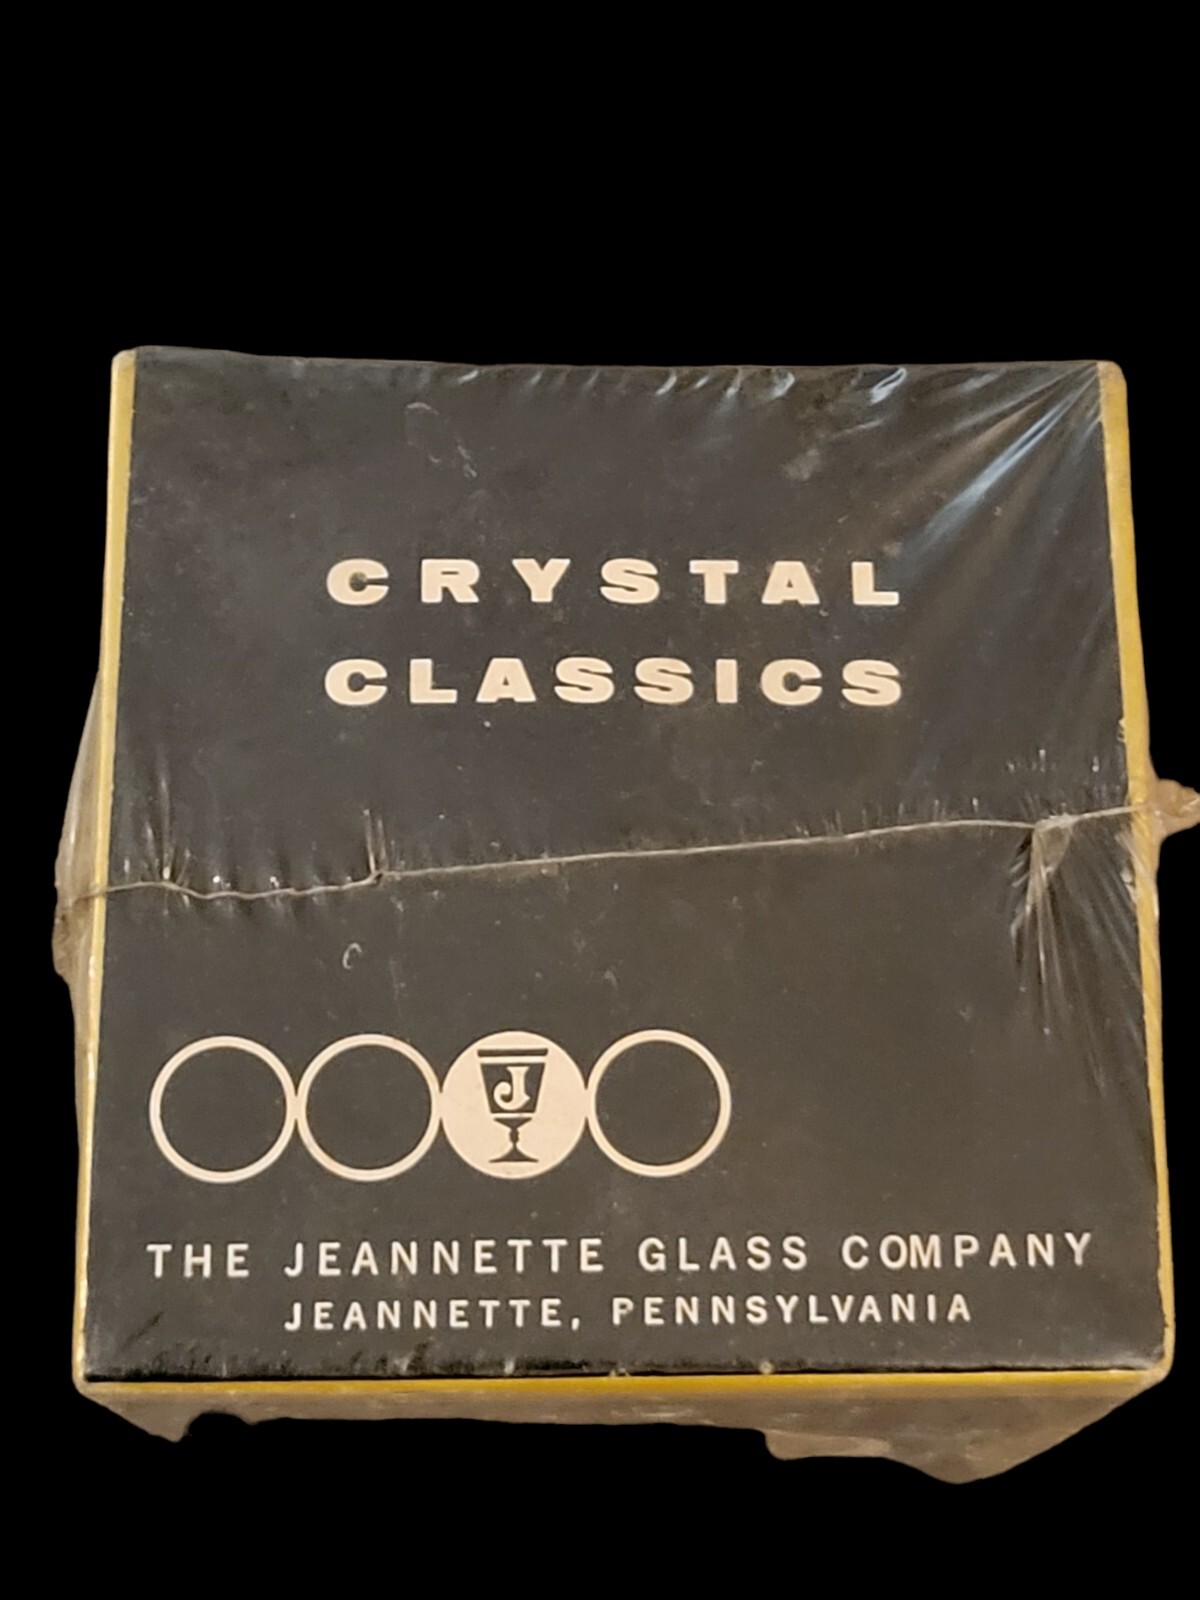 CRYSTAL
CLASSICS
J
THE JEANNETTE GLASS COMPANY
JEANNETTE, PENNSYLVANIA